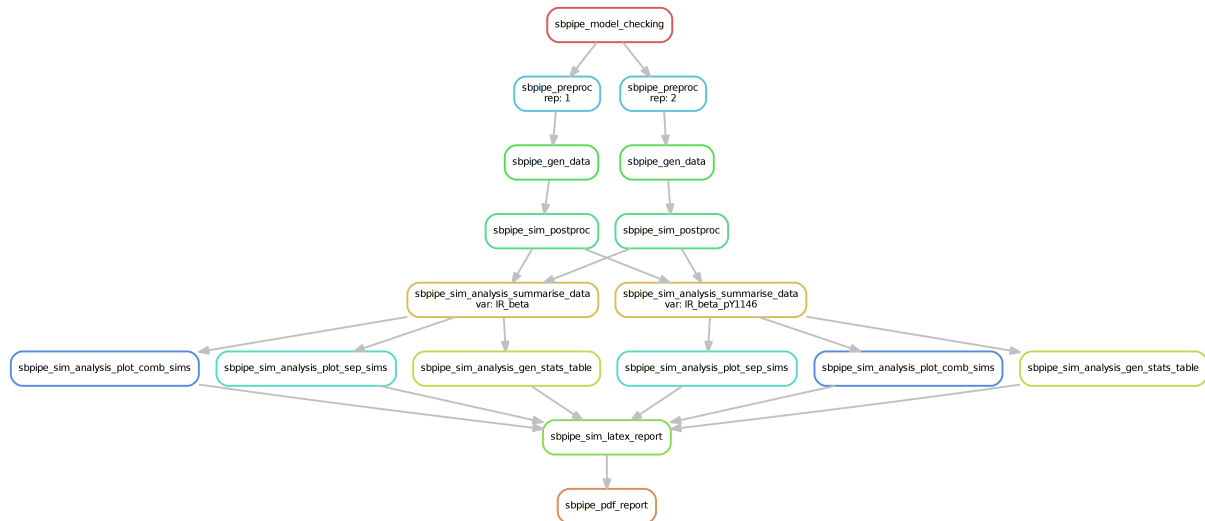 sbpipe_model_checking
sbpipe_preproc
rep: 1
sbpipe_preproc
rep: 2
sbpipe_gen_data
sbpipe_gen_data
sbpipe_sim_postproc
sbpipe_sim_postproc
sbpipe_sim_analysis_summarise_data
var: IR_beta
sbpipe_sim_analysis_summarise_data
var: IR_beta_pY1146
sbpipe_sim_analysis_plot_comb_sims
sbpipe_sim_analysis_plot_sep_sims
sbpipe_sim_analysis_gen_stats_table
sbpipe_sim_analysis_plot_sep_sims
sbpipe_sim_analysis_plot_comb_sims
sbpipe_sim_analysis_gen_stats_table
sbpipe_sim_latex_report
sbpipe_pdf_report